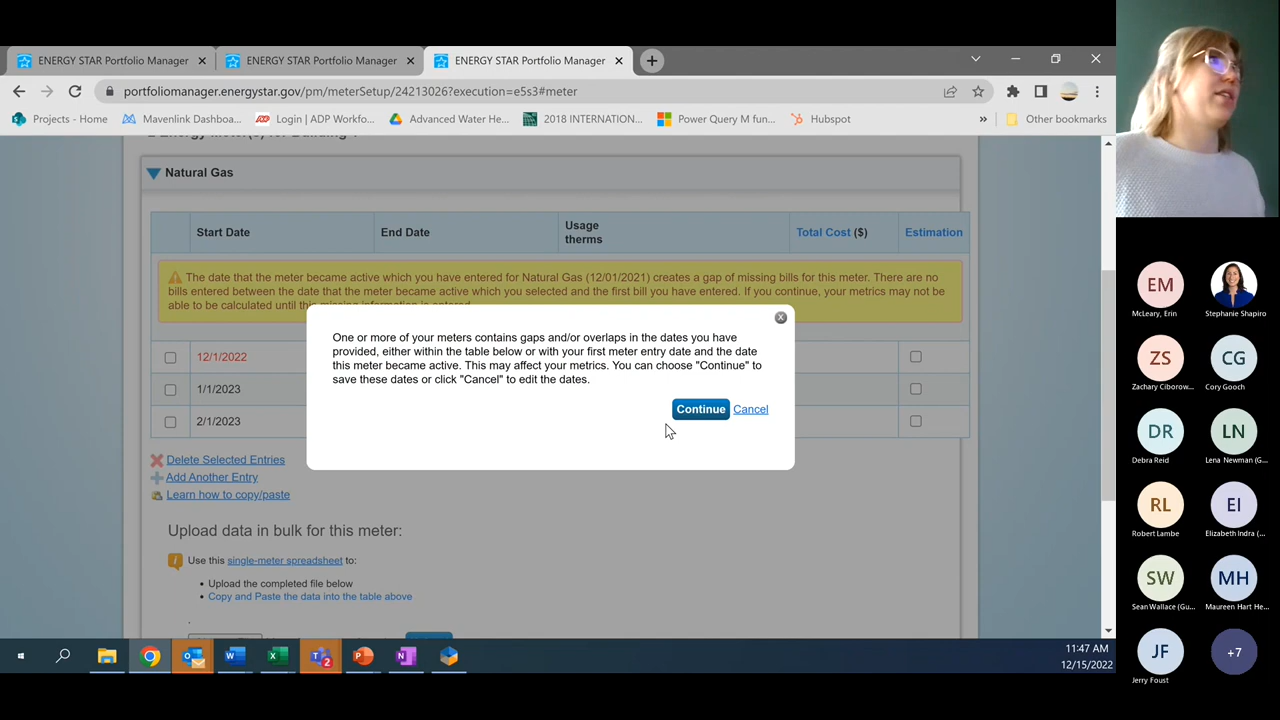 ENERGY STAR Portfolio Manager
ENERGY STAR Portfolio Manager
ENERGY STAR Portfolio Manager
portfoliomanager.energystar.gov/pm/meterSetup/24213026?execution=e5s3#meter
Projects - Home
Mavenlink Dashboa...
Login | ADP Workfo...
Advanced Water He...
2018 INTERNATION...
Power Query M fun...
Hubspot
»
Other bookmarks
Natural Gas
Start Date
End Date
Usage
therms
Total Cost ($)
Estimation
The date that the meter became active which you have entered for Natural Gas (12/01/2021) creates a gap of missing bills for this meter. There are no
bills entered between the date that the meter became active which you selected and the first bill you have entered. If you continue, your metrics may not be
able to be calculated until this missing information is entered.
One or more of your meters contains gaps and/or overlaps in the dates you have
provided, either within the table below or with your first meter entry date and the date
this meter became active. This may affect your metrics. You can choose "Continue" to
save these dates or click "Cancel" to edit the dates.
Continue
Cancel
12/1/2022
1/1/2023
2/1/2023
Delete Selected Entries
Add Another Entry
Learn how to copy/paste
Upload data in bulk for this meter:
Use this single-meter spreadsheet to:
• Upload the completed file below
• Copy and Paste the data into the table above
11:47 AM
12/15/2022
2
EM
McLeary, Erin
Stephanie Shapiro
ZS
Zachary Ciborow...
CG
Cory Gooch
DR
Debra Reid
LN
Lena Newman (G...
RL
Robert Lambe
EI
Elizabeth Indra (...
SW
Sean Wallace (Gu...
MH
Maureen Hart He...
JF
Jerry Foust
+7